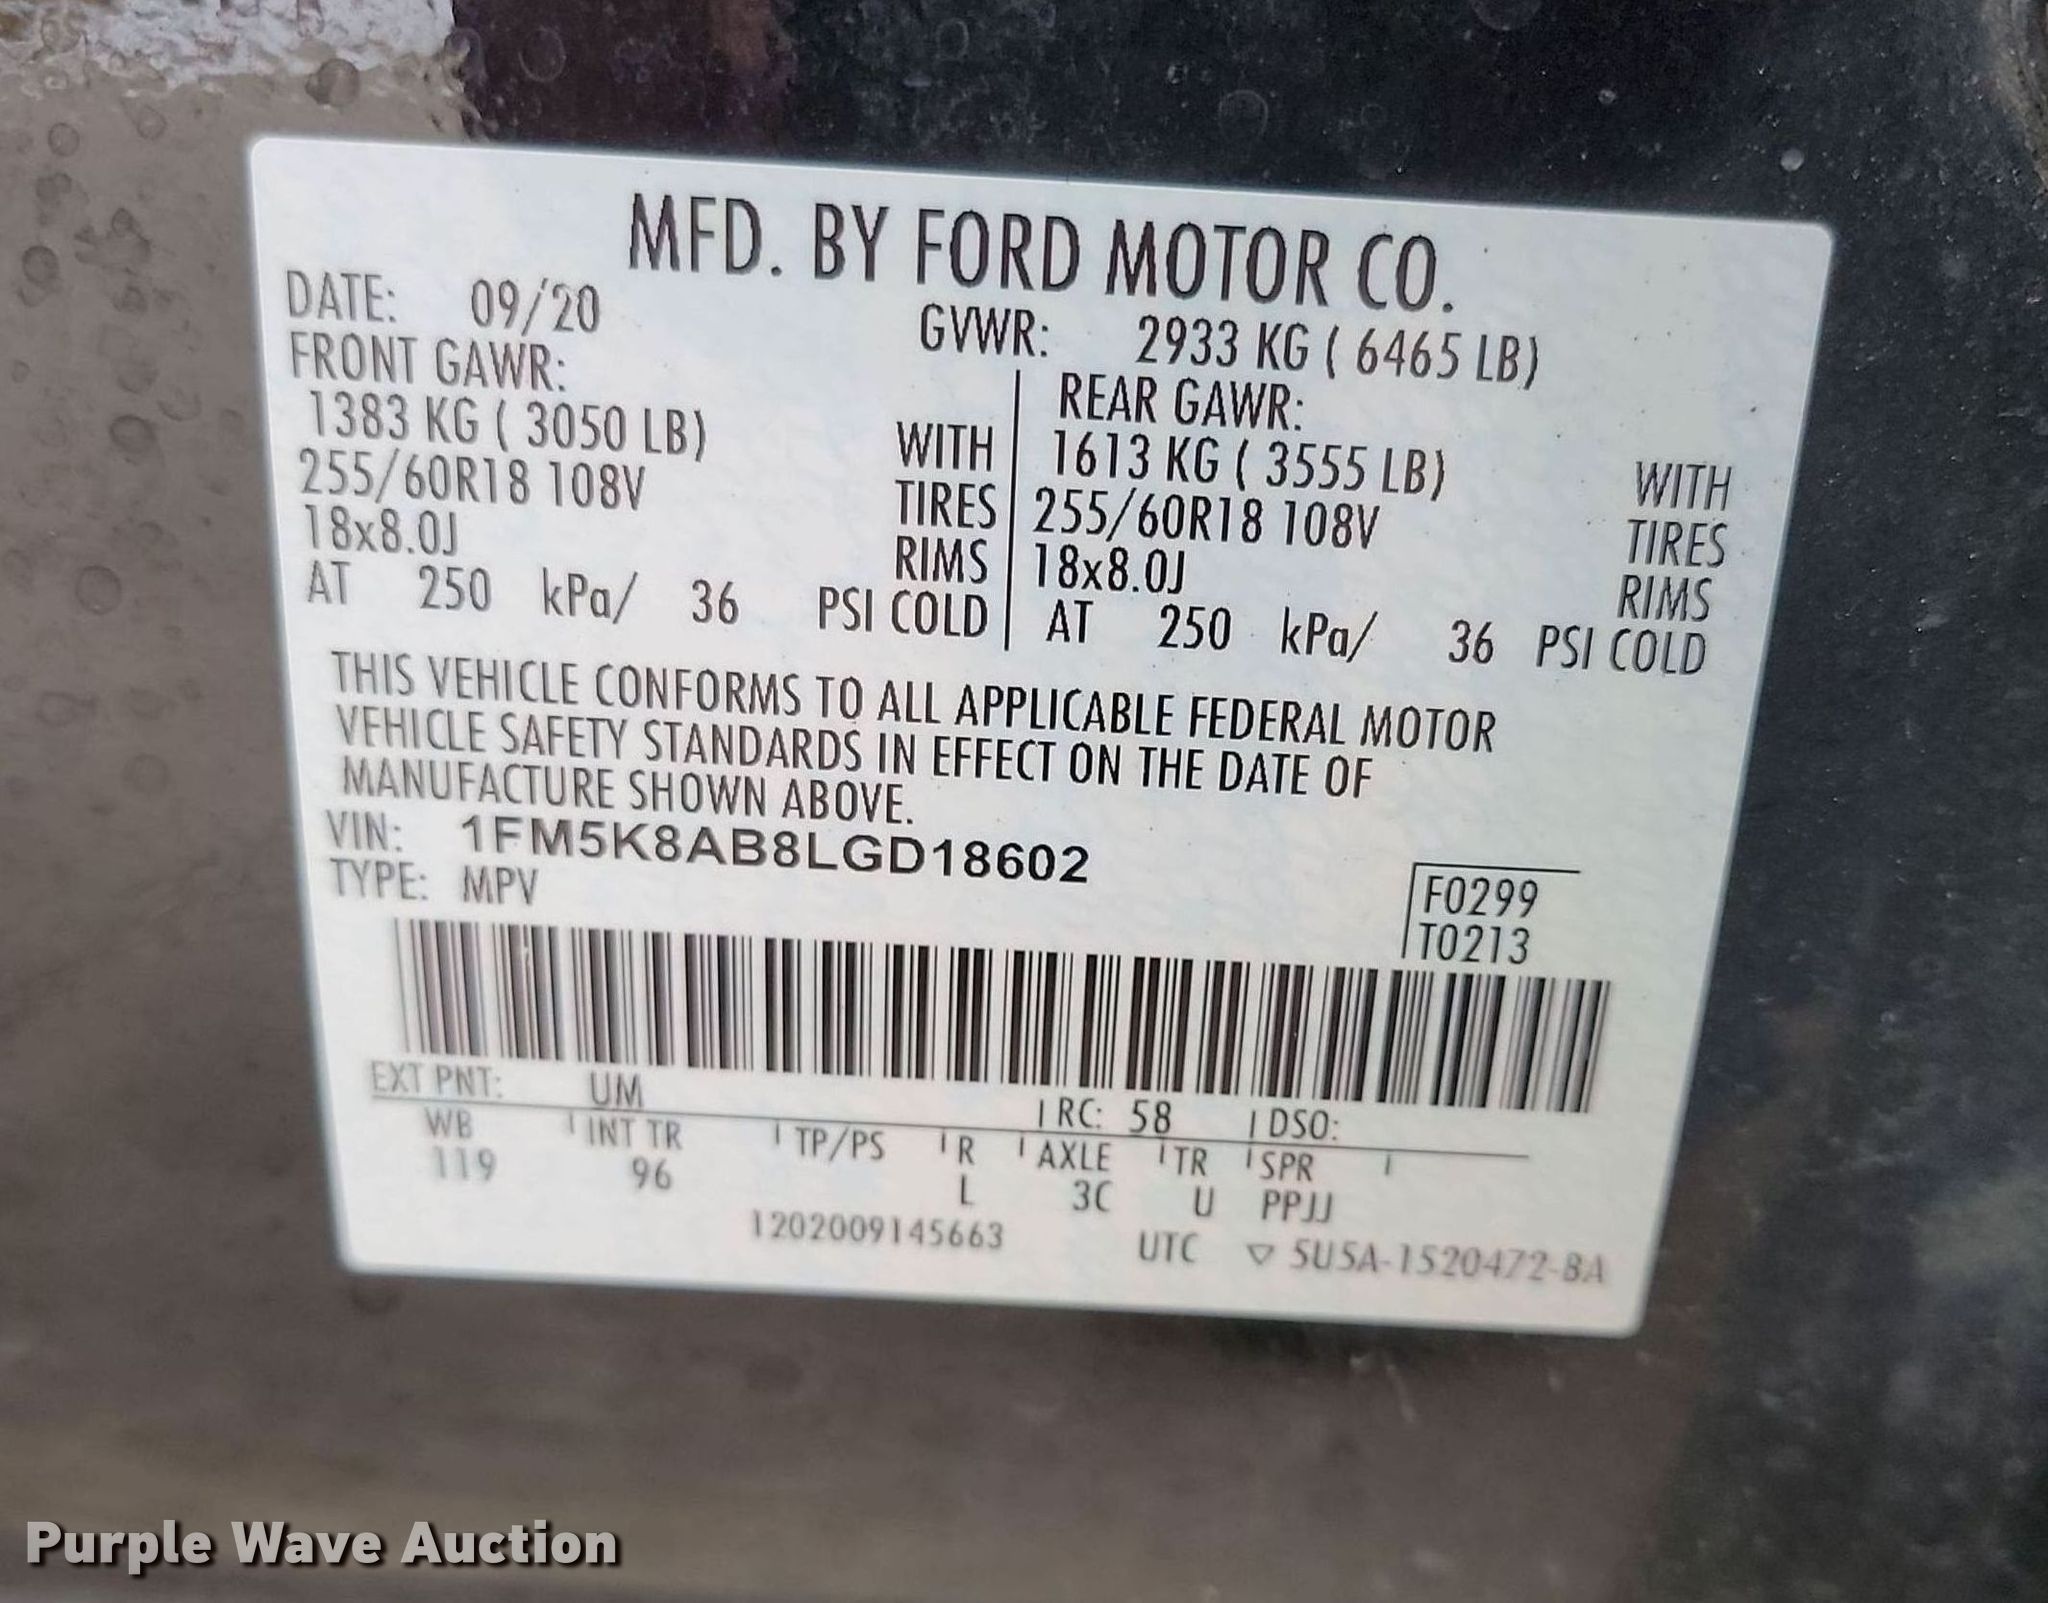 MFD. BY FORD MOTOR CO.
DATE: 09/20 GVWR: 2933 KG ( 6465 LB)
FRONT GAWR: REAR GAWR:
1383 KG ( 3050 LB) WITH 1613 KG ( 3555 LB) WITH
255/60R18 108V TIRES 255/60R18 108V TIRES
18x8.0J RIMS 18x8.0J RIMS
AT 250 kPa/ 36 PSI COLD AT 250 kPa/ 36 PSI COLD
THIS VEHICLE CONFORMS TO ALL APPLICABLE FEDERAL MOTOR
VEHICLE SAFETY STANDARDS IN EFFECT ON THE DATE OF
MANUFACTURE SHOWN ABOVE.
VIN: 1FM5K8AB8LGD18602
TYPE: MPV
F0299
T0213
EXT PNT: UM RC: 58 DSO:
WB INT TR TP/PS R AXLE TR SPR
119 96 L 3C U PPJJ
1202009145663 UTC ▽ 5U5A-1520472-BA
Purple Wave Auction